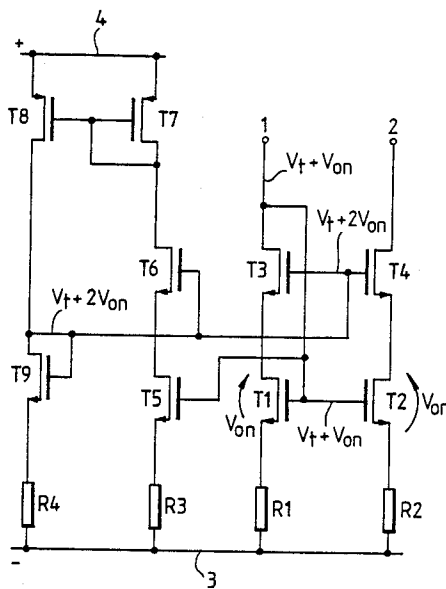 4
+
T8
T7
1
2
Vt+Von
Vt+2Von
T6
T3
T4
Vt+2Von
T9
T5
Von
T1
T2
Von
Vt+Von
R4
R3
R1
R2
-
3